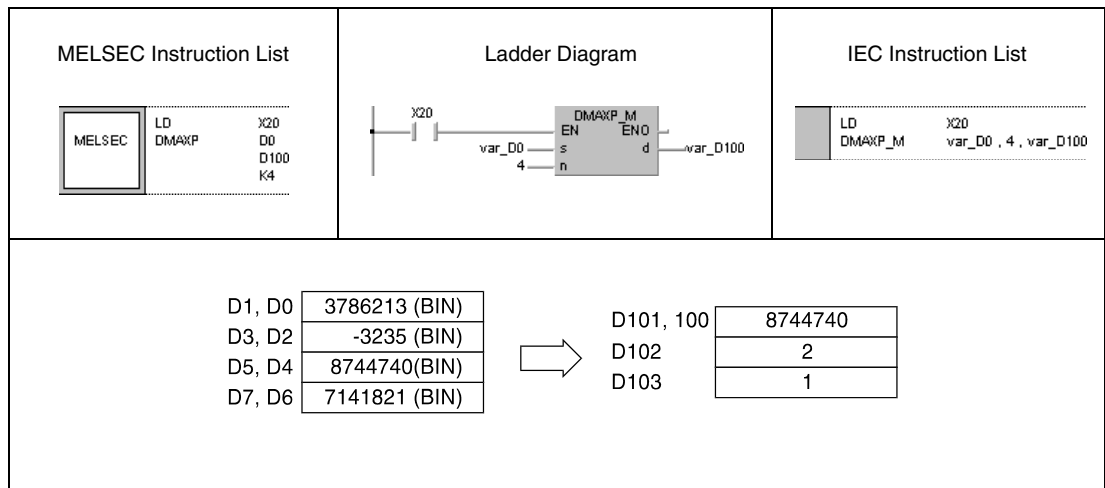 MELSEC Instruction List
MELSEC
LD X20
DMAXP D0
D100
K4
Ladder Diagram
X20
DMAXP_M
EN ENO
var_D0 s d var_D100
4 n
IEC Instruction List
LD X20
DMAXP_M var_D0 , 4 , var_D100
D1, D0 3786213 (BIN)
D3, D2 -3235 (BIN)
D5, D4 8744740(BIN)
D7, D6 7141821 (BIN)
D101, 100 8744740
D102 2
D103 1